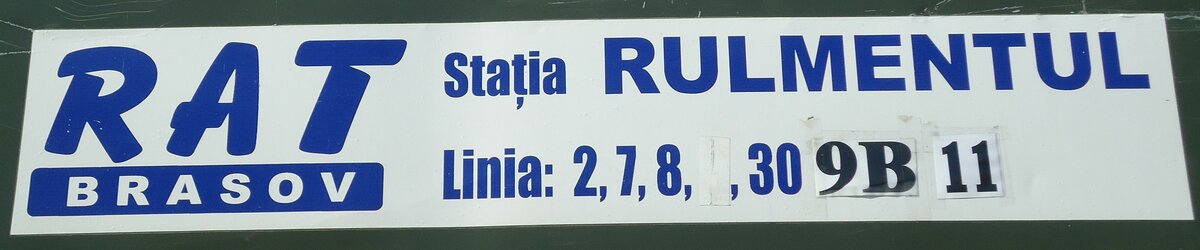 RAT
BRASOV
Stația RULMENTUL
Linia: 2, 7, 8, , 30 9B 11